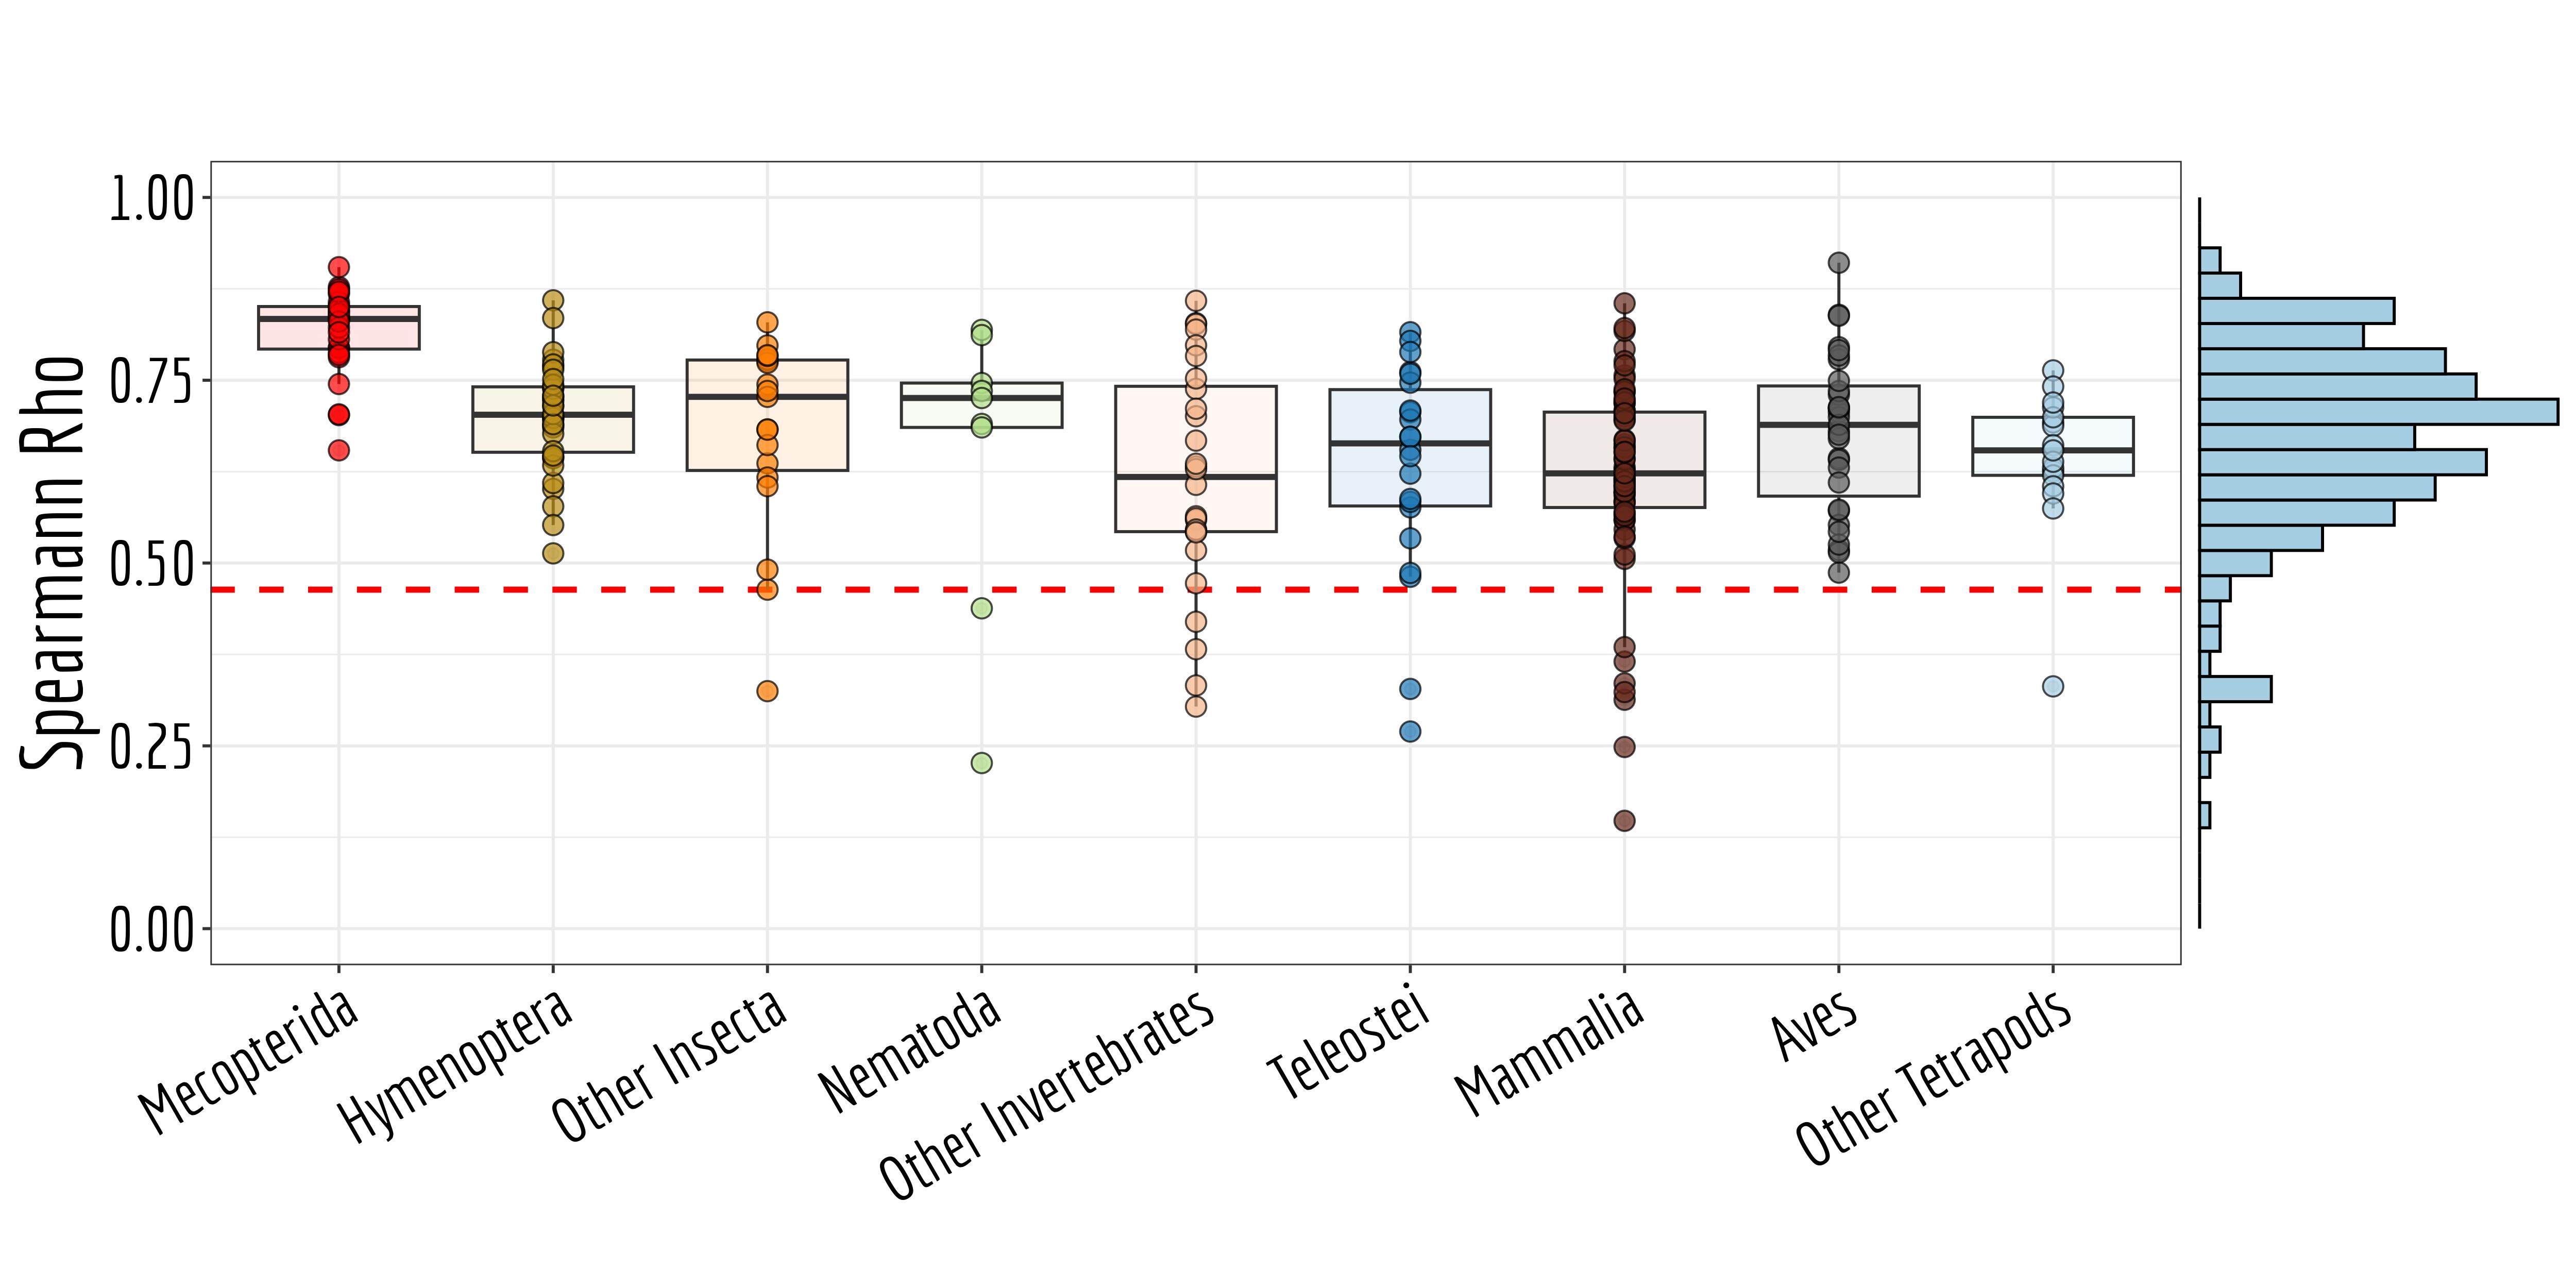 Spearmann Rho
1.00
0.75
0.50
0.25
0.00
Mecopterida
Hymenoptera
Other Insecta
Nematoda
Other Invertebrates
Teleostei
Mammalia
Aves
Other Tetrapods